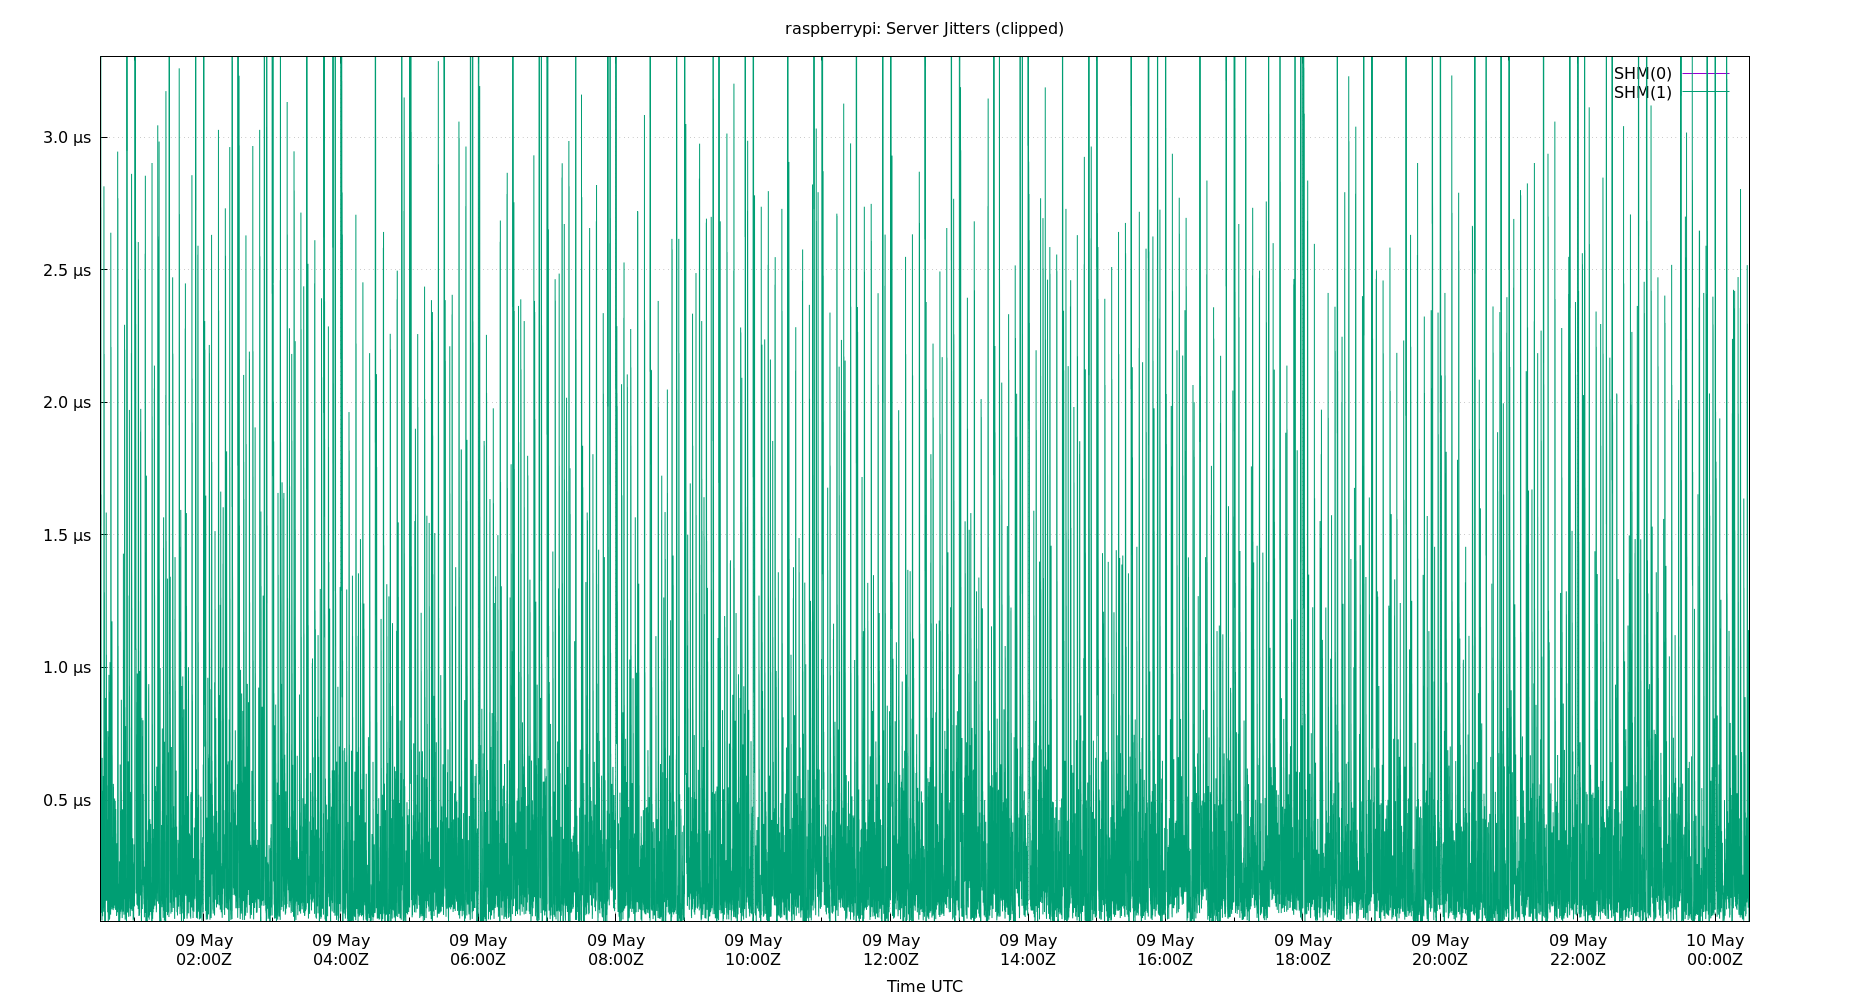 raspberrypi: Server Jitters (clipped)
SHM(0)
SHM(1)
3.0 µs
2.5 µs
2.0 µs
1.5 µs
1.0 µs
0.5 µs
09 May 09 May 09 May 09 May 09 May 09 May 09 May 09 May 09 May 09 May 09 May 10 May
02:00Z 04:00Z 06:00Z 08:00Z 10:00Z 12:00Z 14:00Z 16:00Z 18:00Z 20:00Z 22:00Z 00:00Z
Time UTC